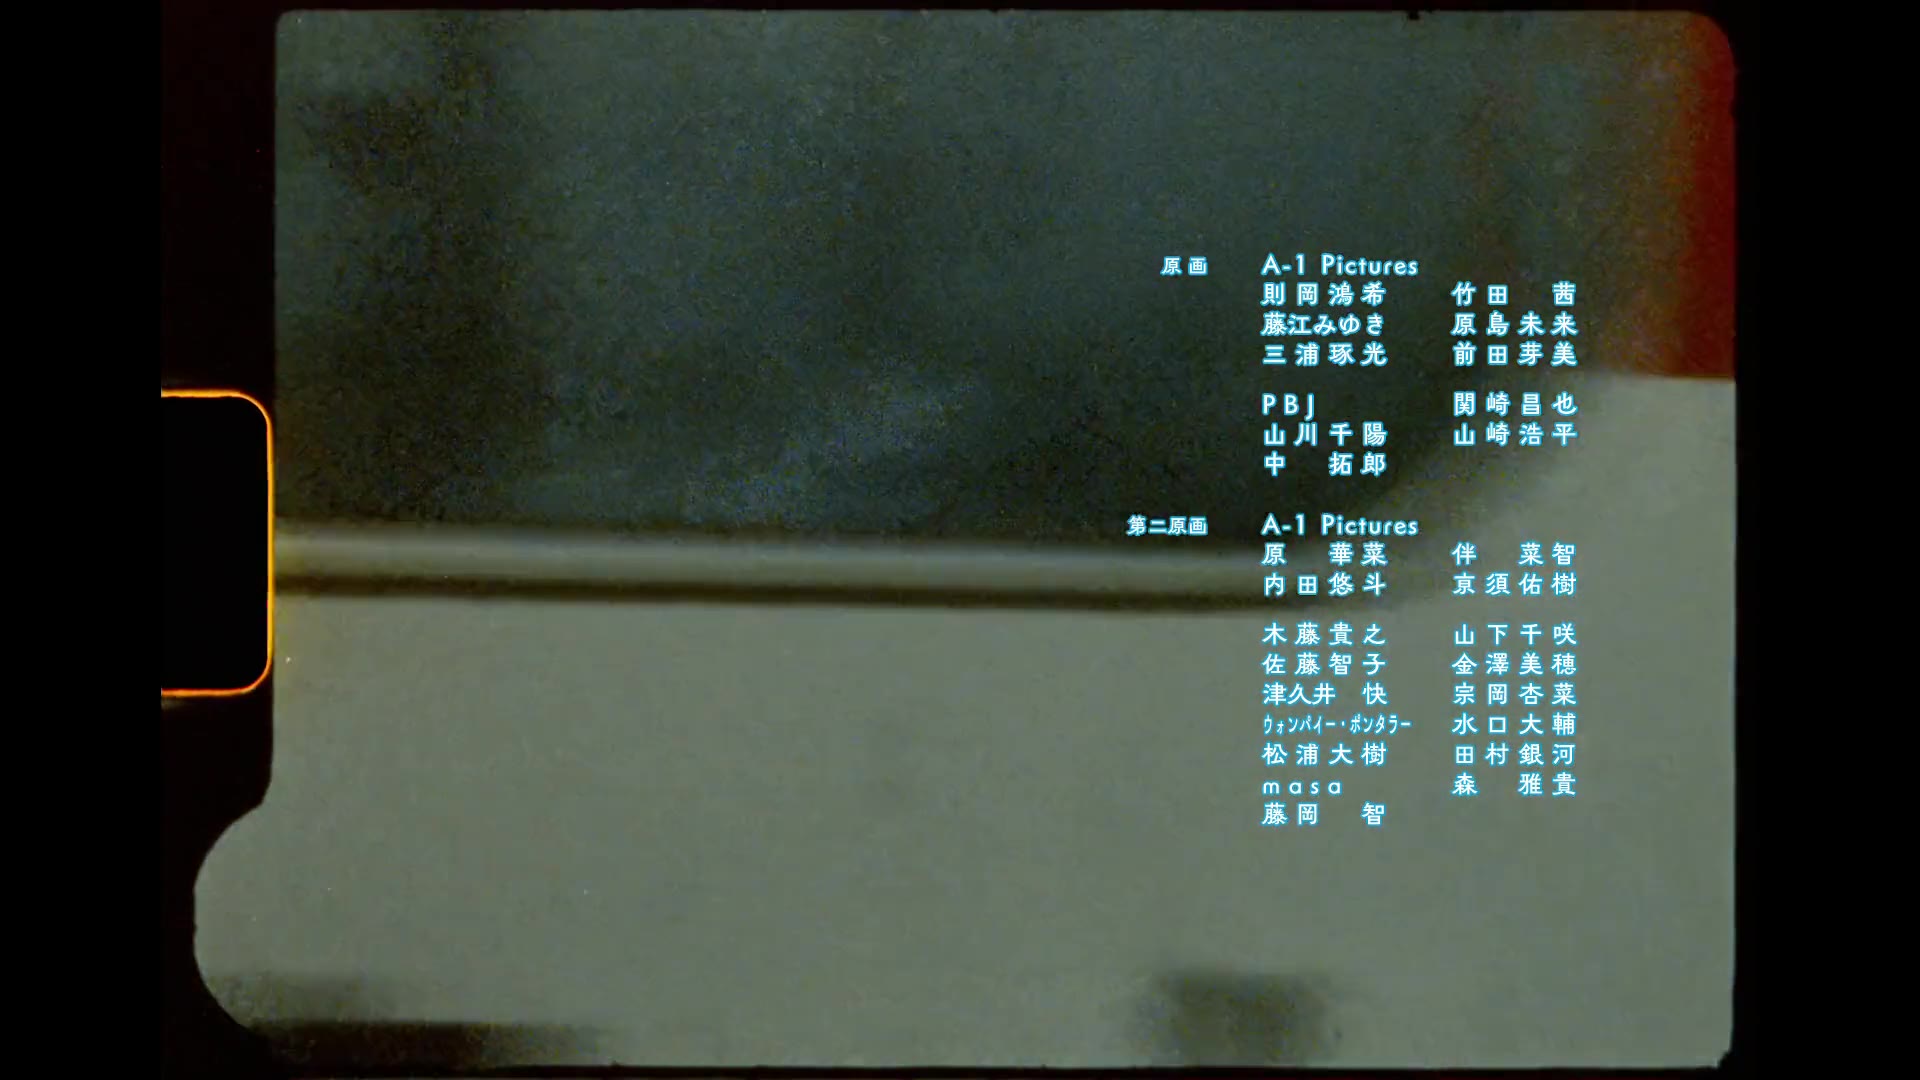 原画 A-1 Pictures
則岡鴻希 竹田 茜
藤江みゆき 原島未来
三浦琢光 前田芽美
PBJ 関崎昌也
山川千陽 山崎浩平
中 拓郎
第二原画 A-1 Pictures
原 華菜 伴 菜智
内田悠斗 亰須佑樹
木藤貴之 山下千咲
佐藤智子 金澤美穂
津久井 快 宗岡杏菜
ウォンパイー・ポンタラー 水口大輔
松浦大樹 田村銀河
masa 森 雅貴
藤岡 智